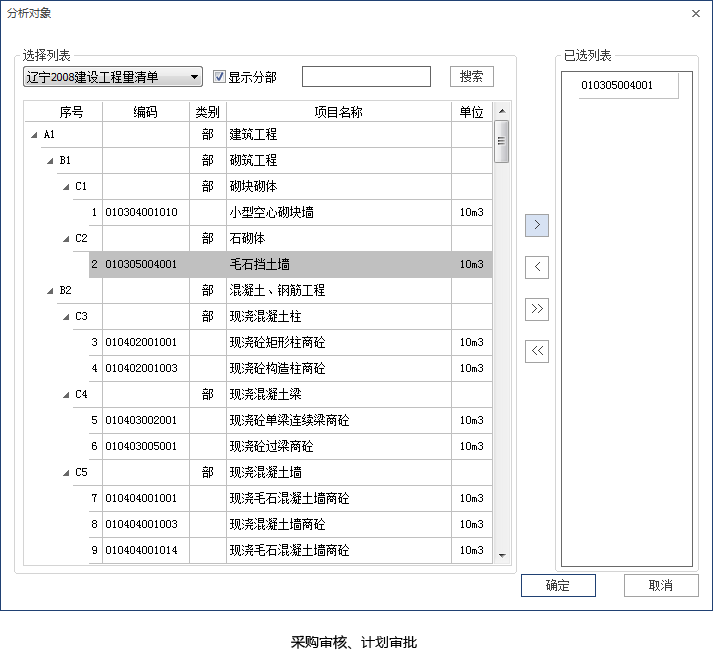 分析对象
选择列表
辽宁2008建设工程量清单 显示分部 搜索
序号 编码 类别 项目名称 单位
A1 部 建筑工程
B1 部 砌筑工程
C1 部 砌块砌体
1 010304001010 小型空心砌块墙 10m3
C2 部 石砌体
2 010305004001 毛石挡土墙 10m3
B2 部 混凝土、钢筋工程
C3 部 现浇混凝土柱
3 010402001001 现浇砼矩形柱商砼 10m3
4 010402001003 现浇砼构造柱商砼 10m3
C4 部 现浇混凝土梁
5 010403002001 现浇砼单梁连续梁商砼 10m3
6 010403005001 现浇砼过梁商砼 10m3
C5 部 现浇混凝土墙
7 010404001001 现浇毛石混凝土墙商砼 10m3
8 010404001003 现浇混凝土墙商砼 10m3
9 010404001014 现浇毛石混凝土墙商砼 10m3
>
<
>>
<<
已选列表
010305004001
确定 取消
采购审核、计划审批